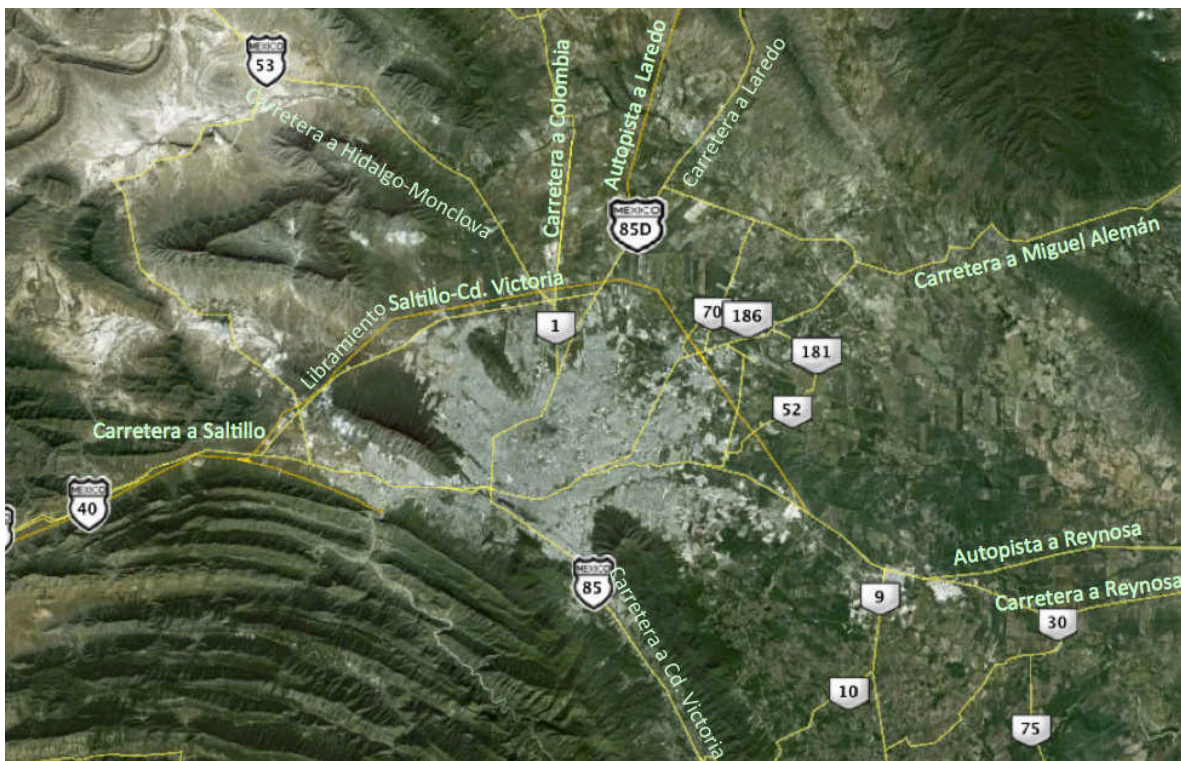 MEXICO
53
Carretera a Hidalgo-Monclova
Carretera a Colombia
Autopista a Laredo
Carretera a Laredo
MEXICO
85D
Carretera a Miguel Alemán
Libramiento Saltillo-Cd. Victoria
1
70
186
181
52
Carretera a Saltillo
MEXICO
40
MEXICO
85
Carretera a Cd. Victoria
Autopista a Reynosa
9
Carretera a Reynosa
30
10
75